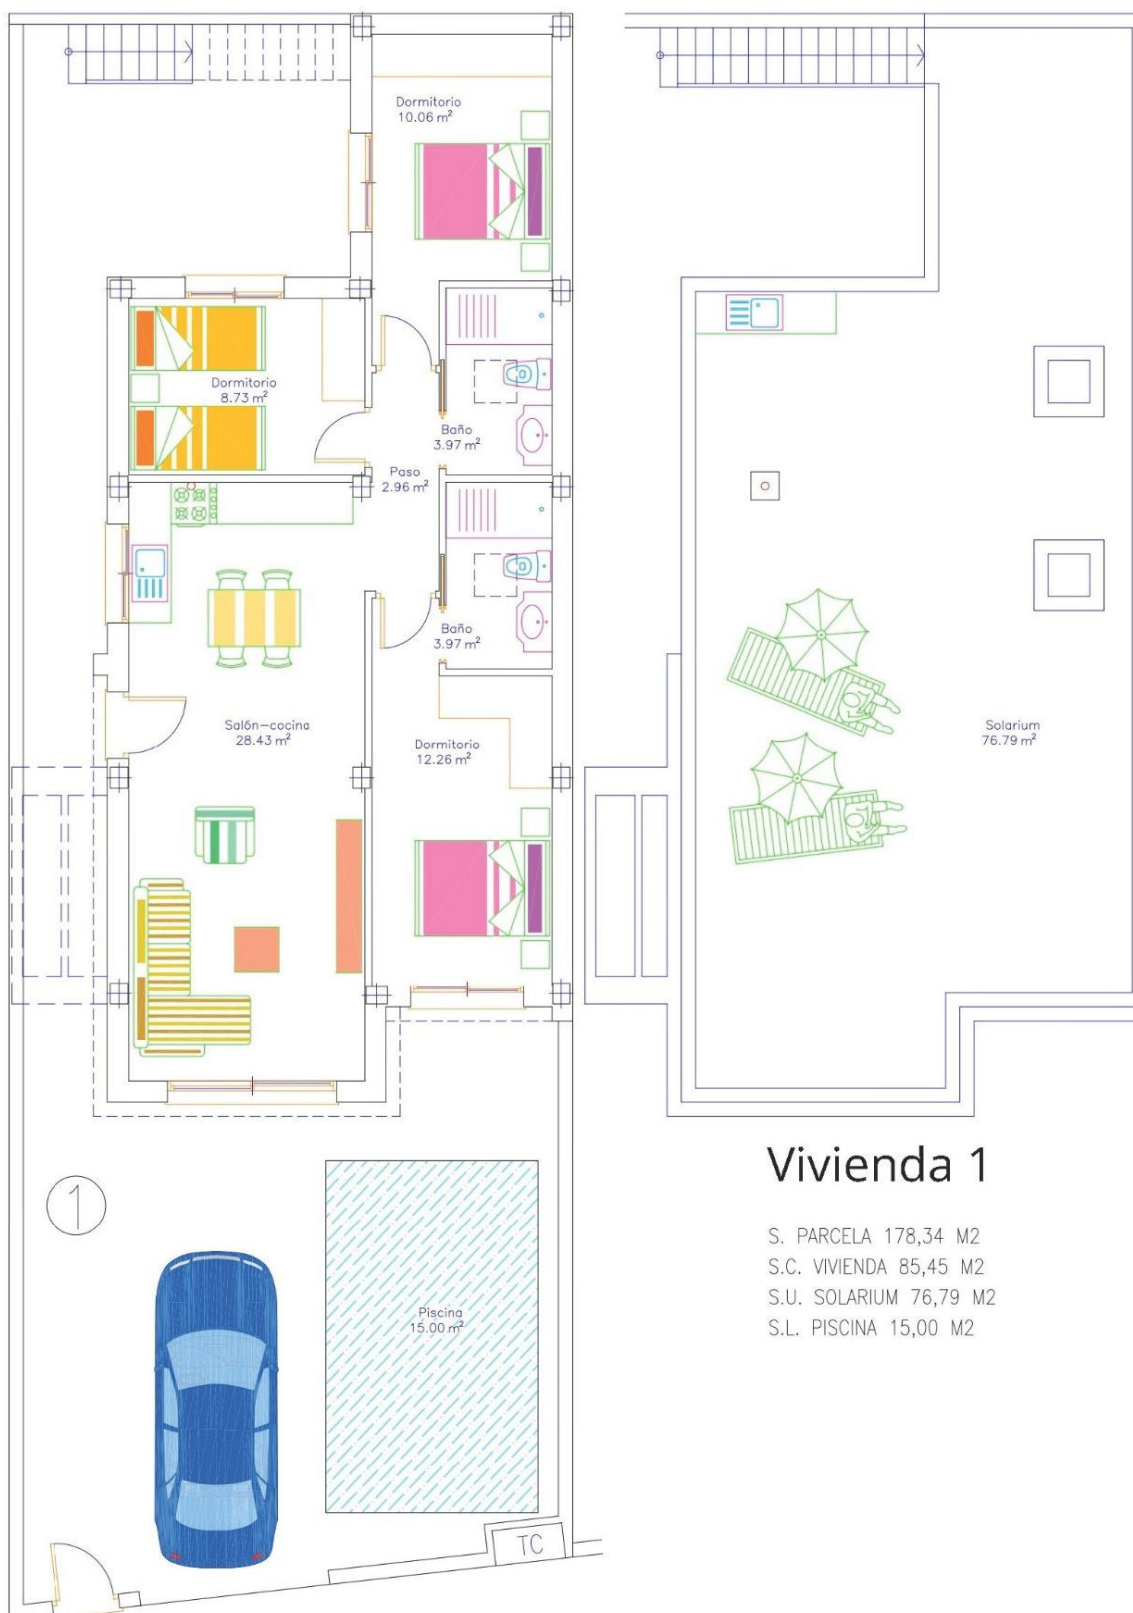 Dormitorio
10.06 m²
Dormitorio
8.73 m²
Baño
3.97 m²
Paso
2.96 m²
Baño
3.97 m²
Salón-cocina
28.43 m²
Dormitorio
12.26 m²
Solarium
76.79 m²
1
Piscina
15.00 m²
TC
Vivienda 1
S. PARCELA 178,34 M2
S.C. VIVIENDA 85,45 M2
S.U. SOLARIUM 76,79 M2
S.L. PISCINA 15,00 M2